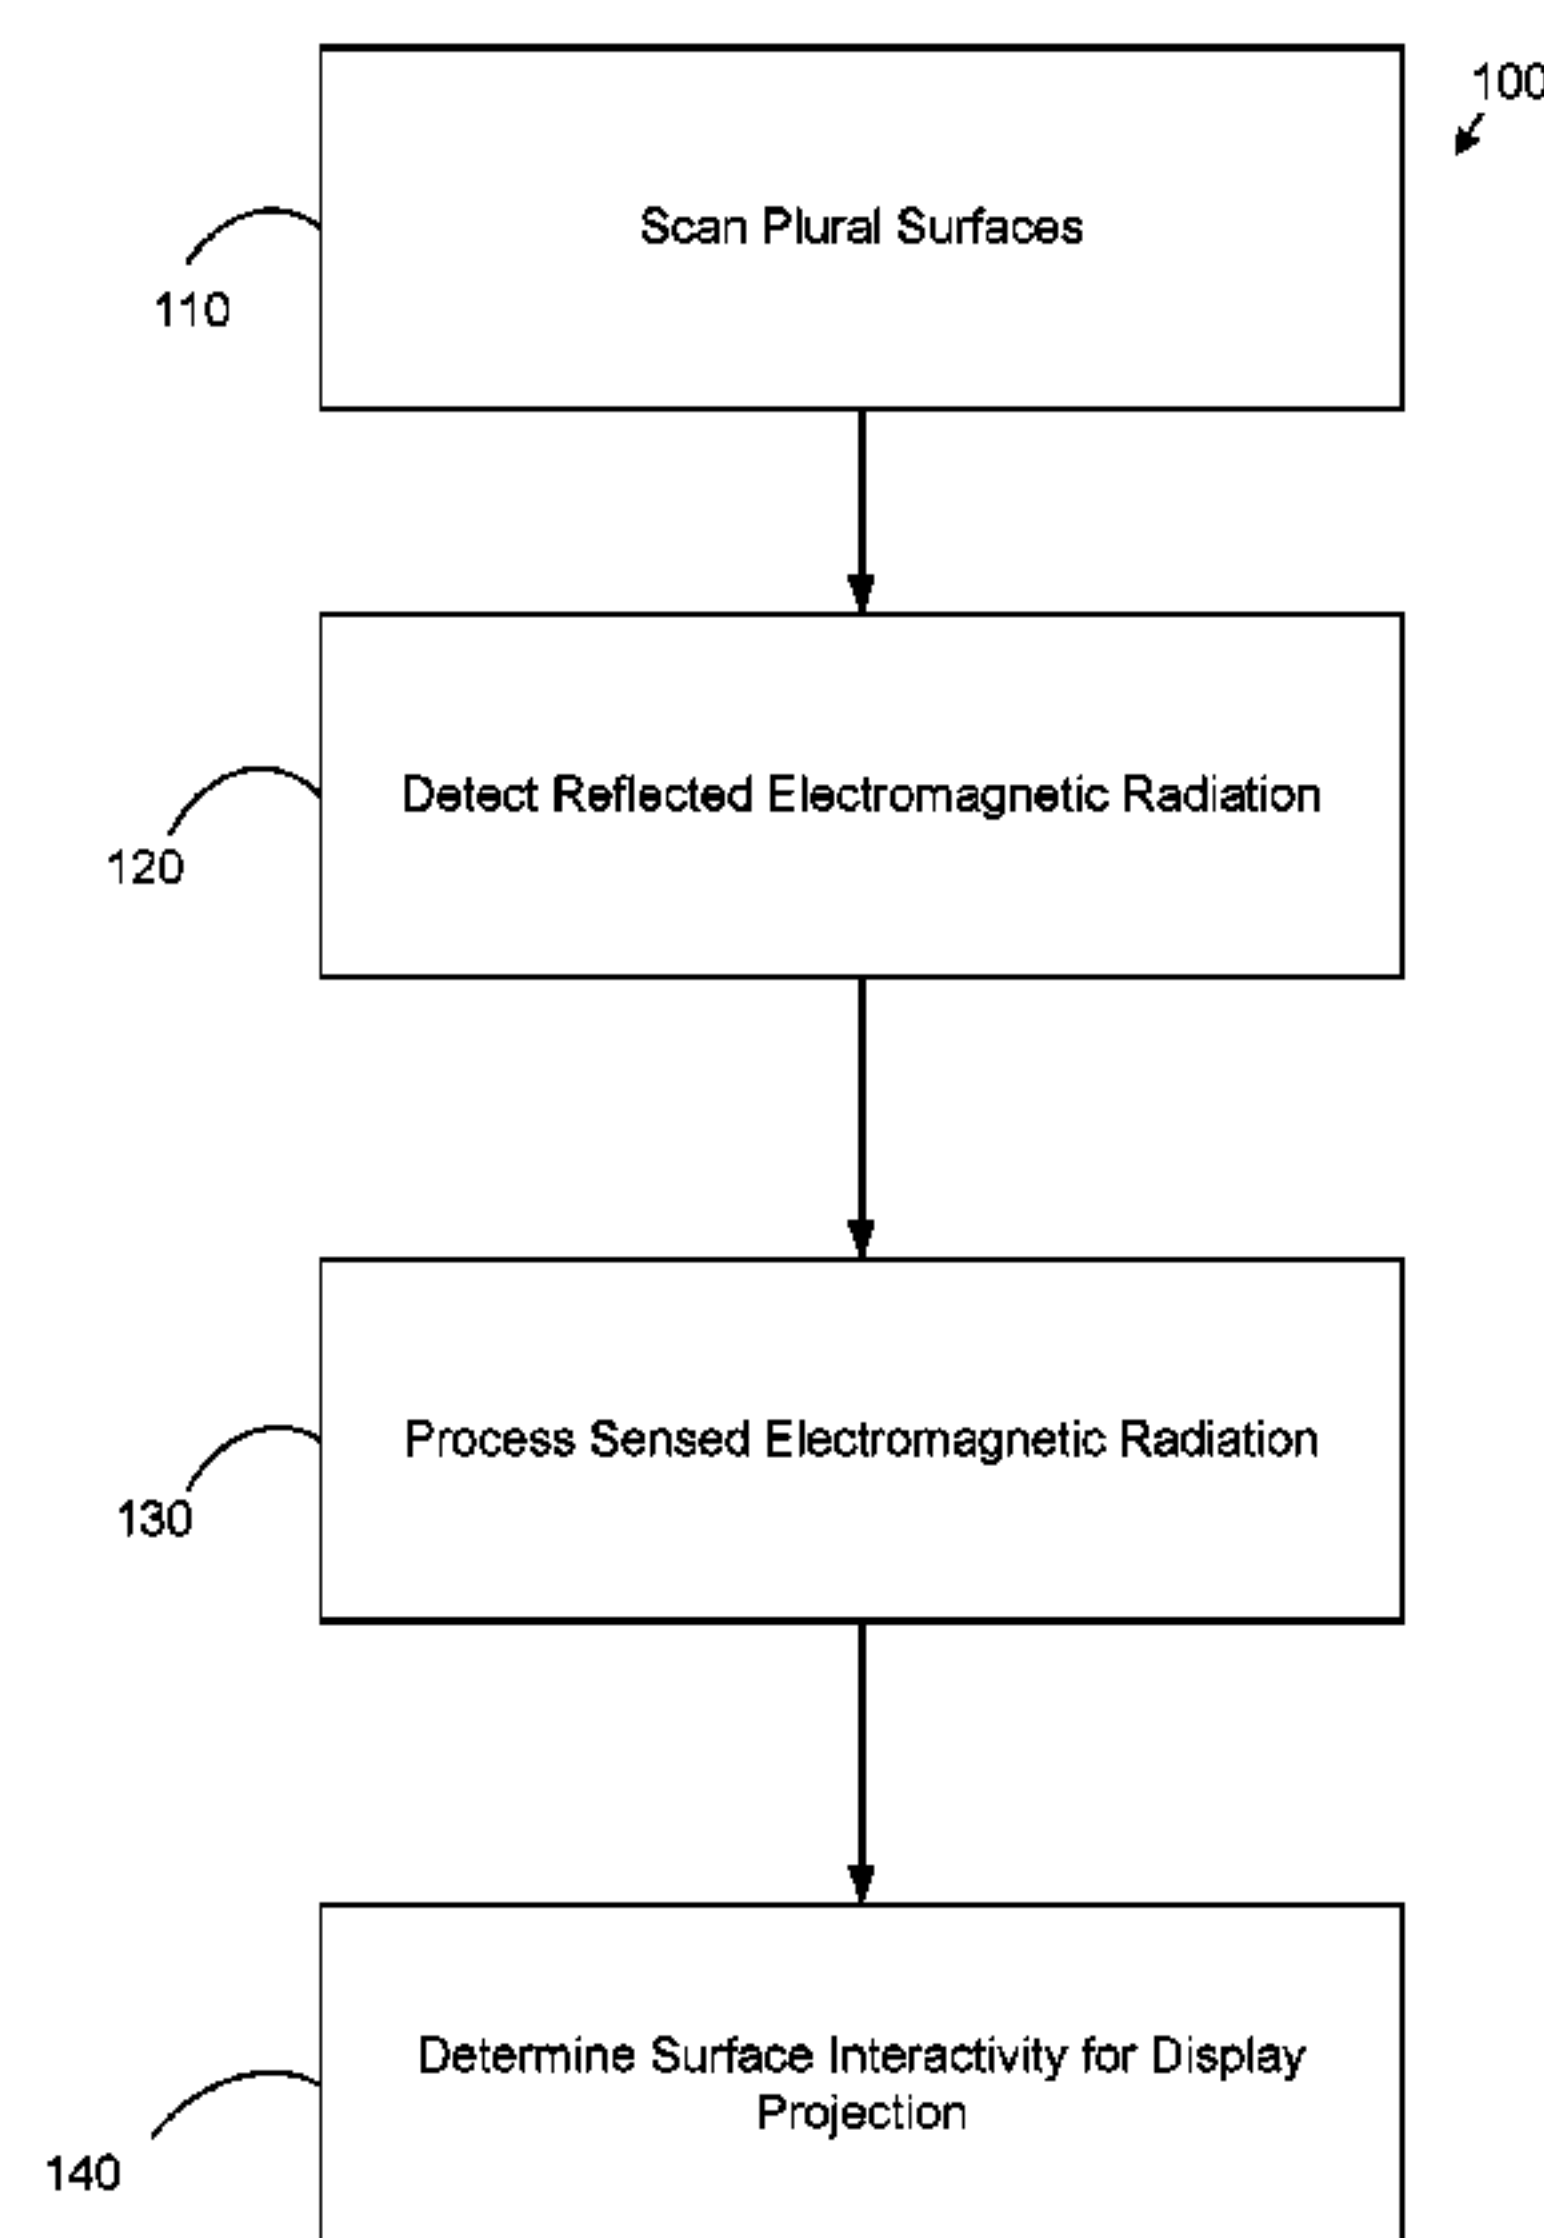 100
Scan Plural Surfaces
110
Detect Reflected Electromagnetic Radiation
120
Process Sensed Electromagnetic Radiation
130
Determine Surface Interactivity for Display
Projection
140